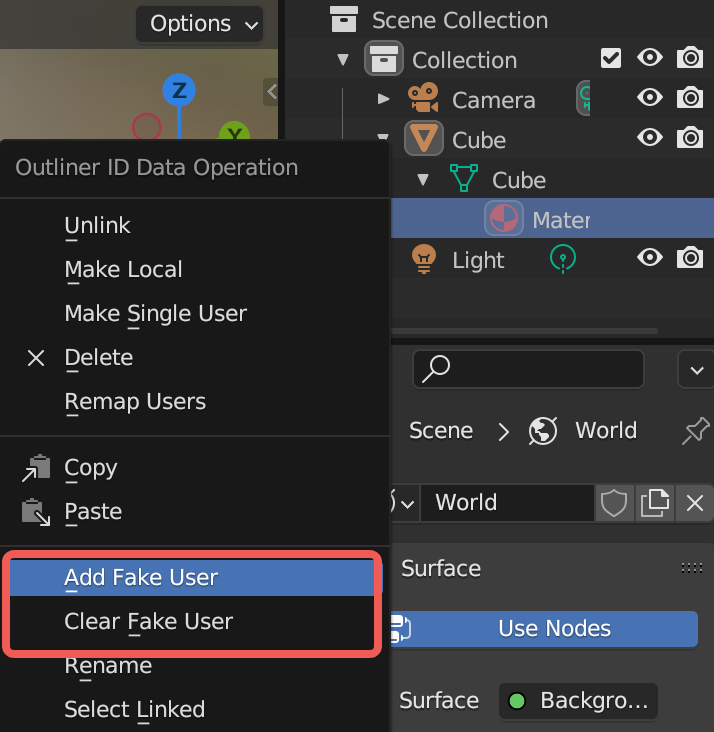 Options
Z
Y
Scene Collection
Collection
Camera
Cube
Cube
Mater
Light
Outliner ID Data Operation
Unlink
Make Local
Make Single User
Delete
Remap Users
Copy
Paste
Add Fake User
Clear Fake User
Rename
Select Linked
Scene
World
World
Surface
Use Nodes
Surface
Backgro...